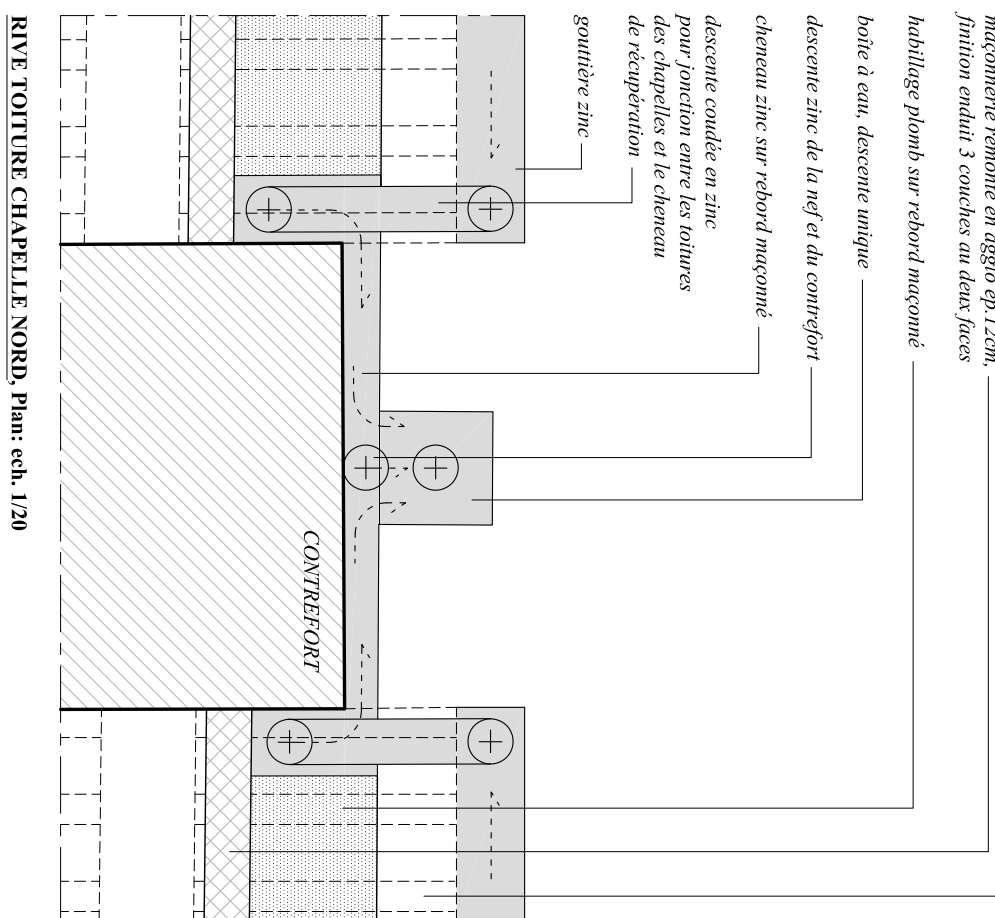 maçonnerie remonté en agglo ep.12cm,
finition enduit 3 couches au deux faces
habillage plomb sur rebord maçonné
boîte à eau, descente unique
descente zinc de la nef et du contrefort
cheneau zinc sur rebord maçonné
descente coudée en zinc
pour jonction entre les toitures
des chapelles et le cheneau
de récupération
gouttière zinc
CONTREFORT
RIVE TOITURE CHAPELLE NORD, Plan: ech. 1/20